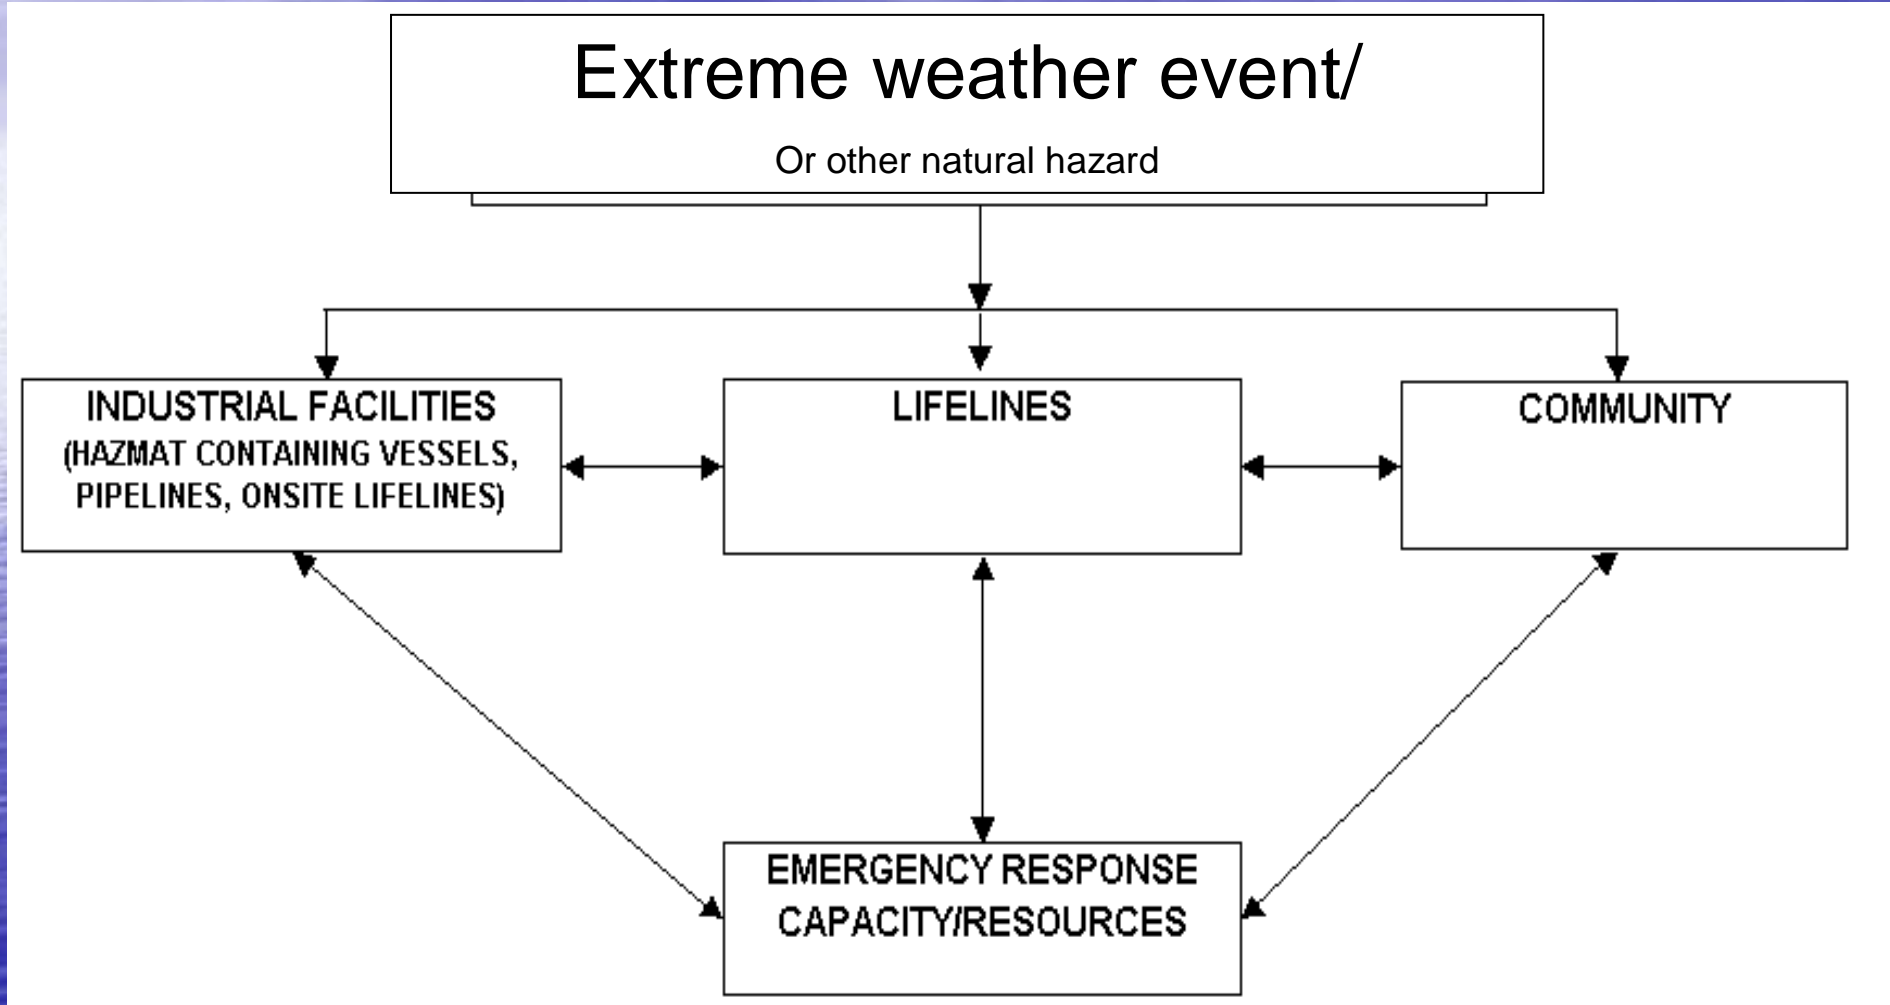 Extreme weather event/
Or other natural hazard
INDUSTRIAL FACILITIES
(HAZMAT CONTAINING VESSELS,
PIPELINES, ONSITE LIFELINES)
LIFELINES
COMMUNITY
EMERGENCY RESPONSE
CAPACITY/RESOURCES